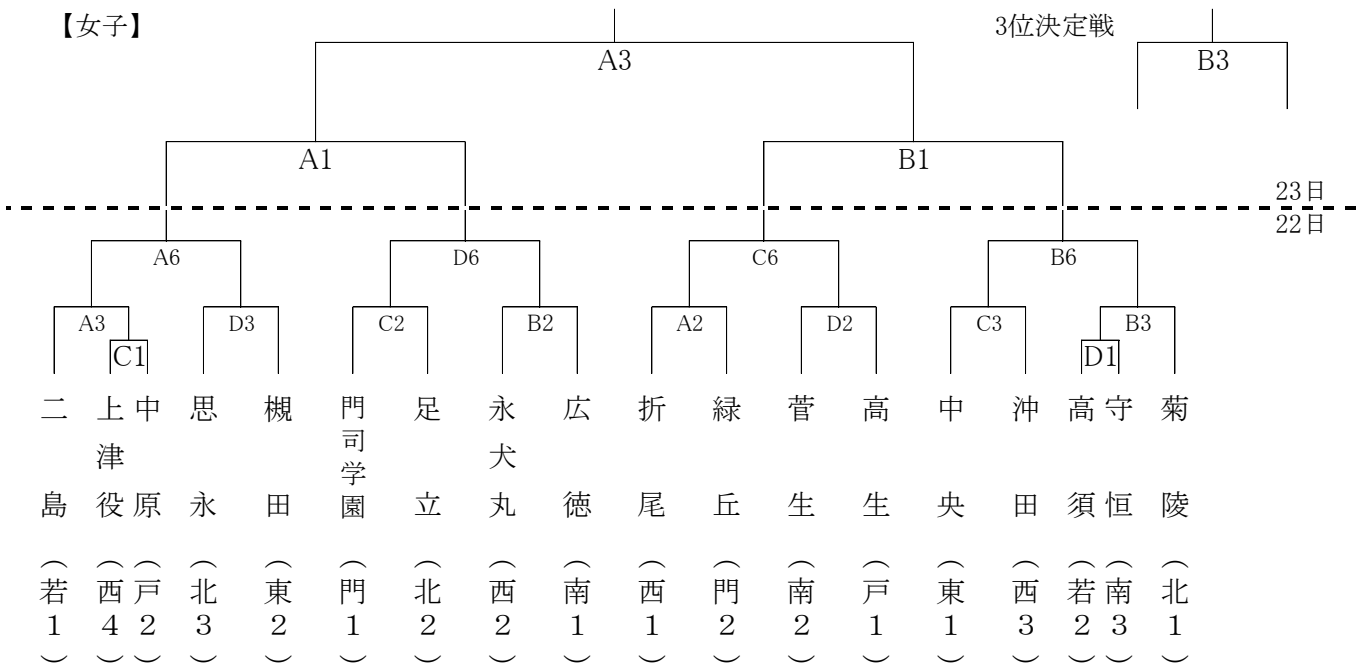 【女子】
3位決定戦
A3
B3
A1
B1
23日
22日
A6
D6
C6
B6
A3
D3
C2
B2
A2
D2
C3
B3
C1
D1
二島（若1）
上津役（西4）
中原（戸2）
思永（北3）
槻田（東2）
門司学園（門1）
足立（北2）
永犬丸（西2）
広徳（南1）
折尾（西1）
緑丘（門2）
菅生（南2）
高生（戸1）
中央（東1）
沖田（西3）
高須（若2）
守恒（南3）
菊陵（北1）